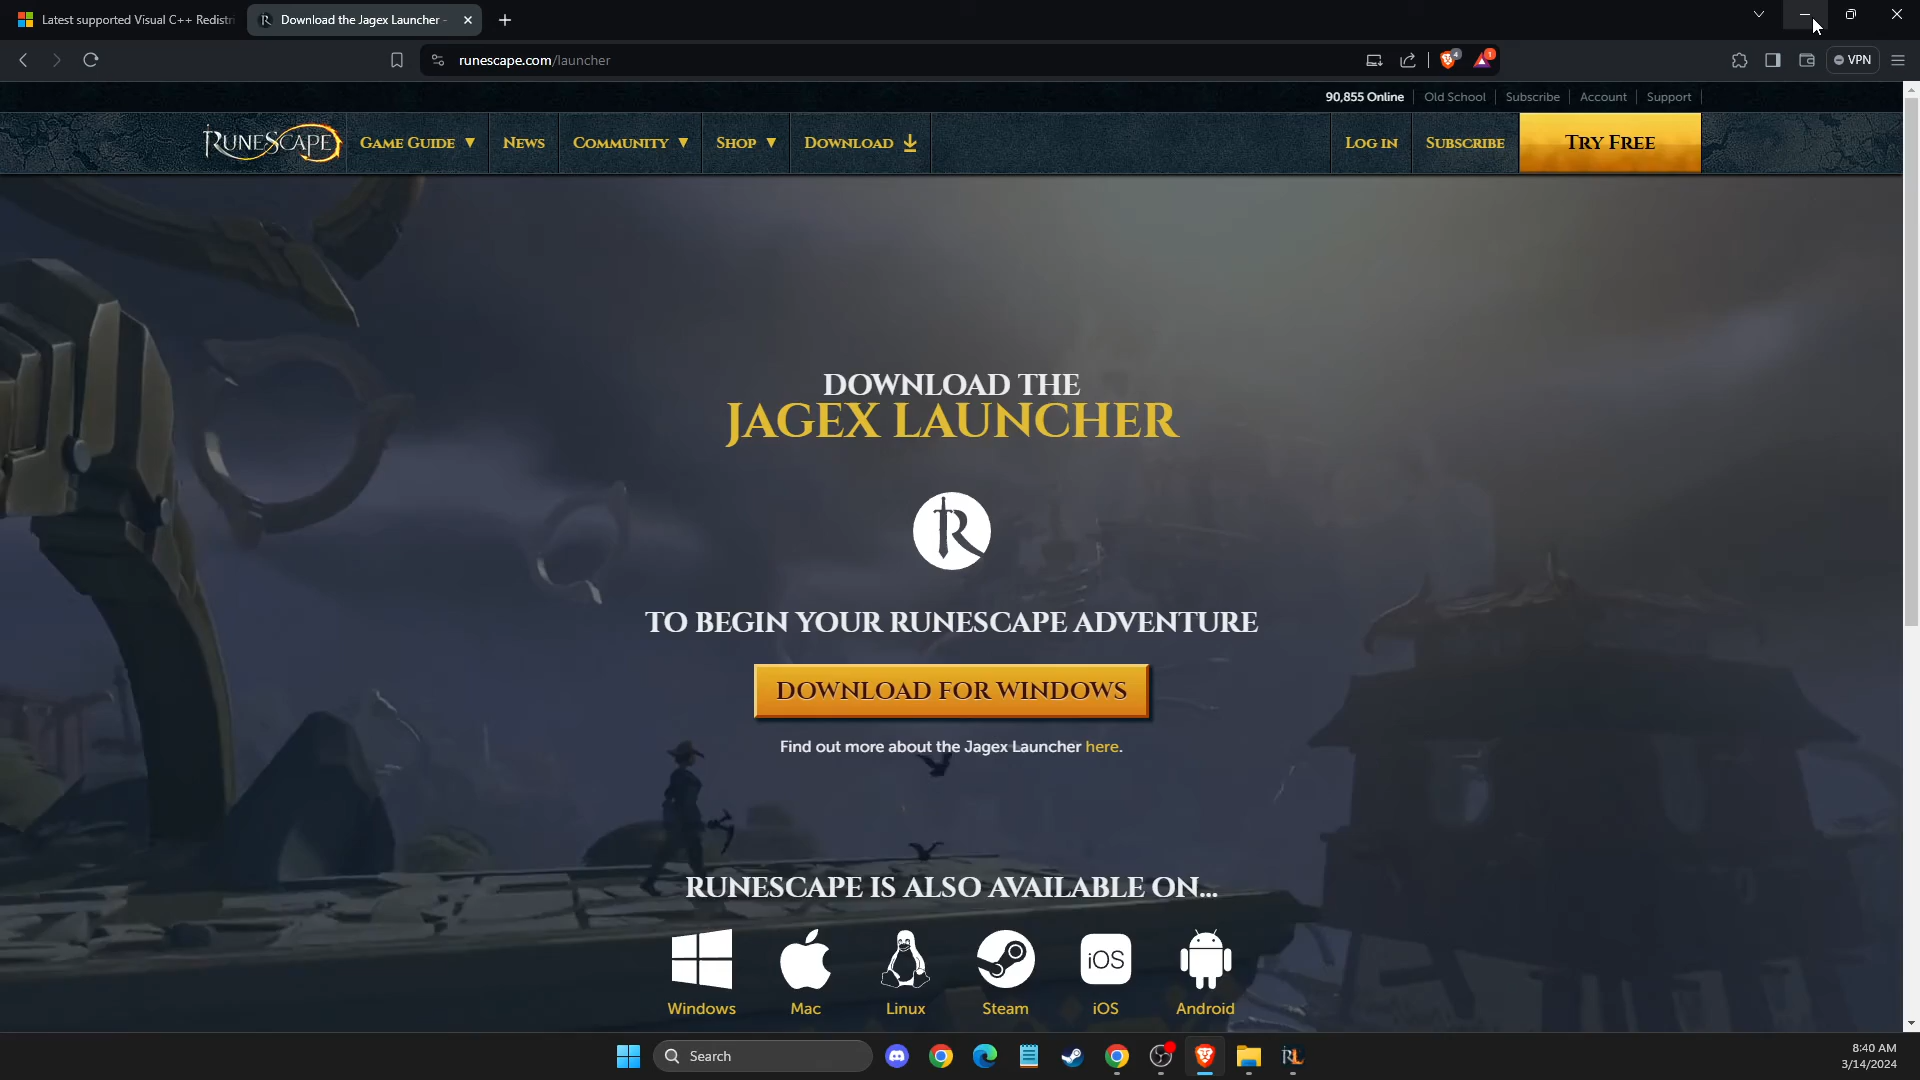 Latest supported Visual C++ Redistri
Download the Jagex Launcher -
runescape.com/launcher
4
1
VPN
90,855 Online
Old School
Subscribe
Account
Support
RUNESCAPE
GAME GUIDE
NEWS
COMMUNITY
SHOP
DOWNLOAD
LOG IN
SUBSCRIBE
TRY FREE
DOWNLOAD THE
JAGEX LAUNCHER
TO BEGIN YOUR RUNESCAPE ADVENTURE
DOWNLOAD FOR WINDOWS
Find out more about the Jagex Launcher here.
RUNESCAPE IS ALSO AVAILABLE ON...
iOS
Windows
Mac
Linux
Steam
iOS
Android
Search
8:40 AM
3/14/2024